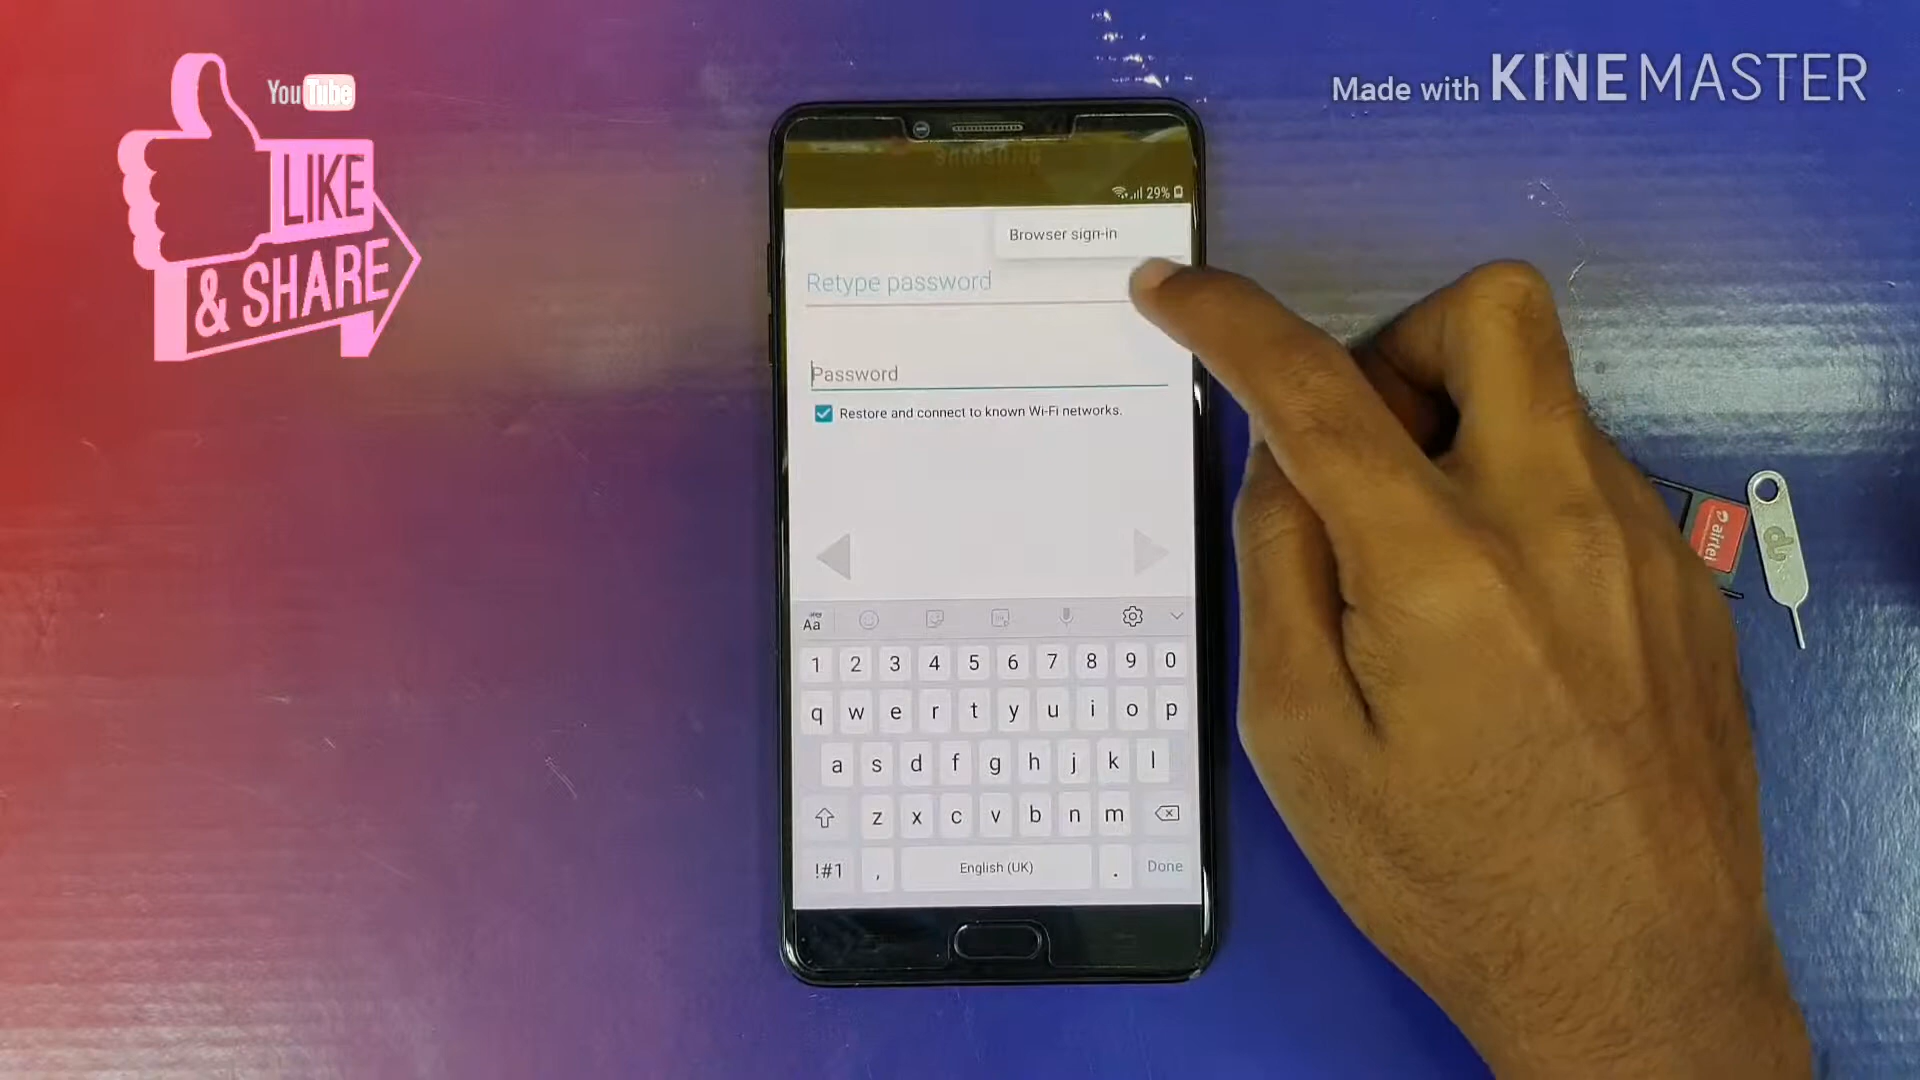 YouTube
LIKE
& SHARE
Made with KINEMASTER
SAMSUNG
29%
Browser sign-in
Retype password
Password
Restore and connect to known Wi-Fi networks.
Aa
1 2 3 4 5 6 7 8 9 0
q w e r t y u i o p
a s d f g h j k l
z x c v b n m
!#1 , English (UK) . Done
airtel